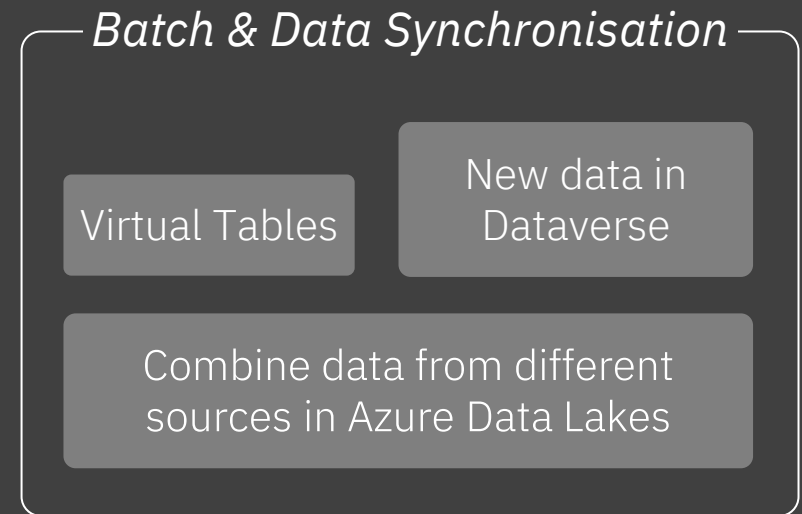 Batch & Data Synchronisation
Virtual Tables
New data in
Dataverse
Combine data from different
sources in Azure Data Lakes